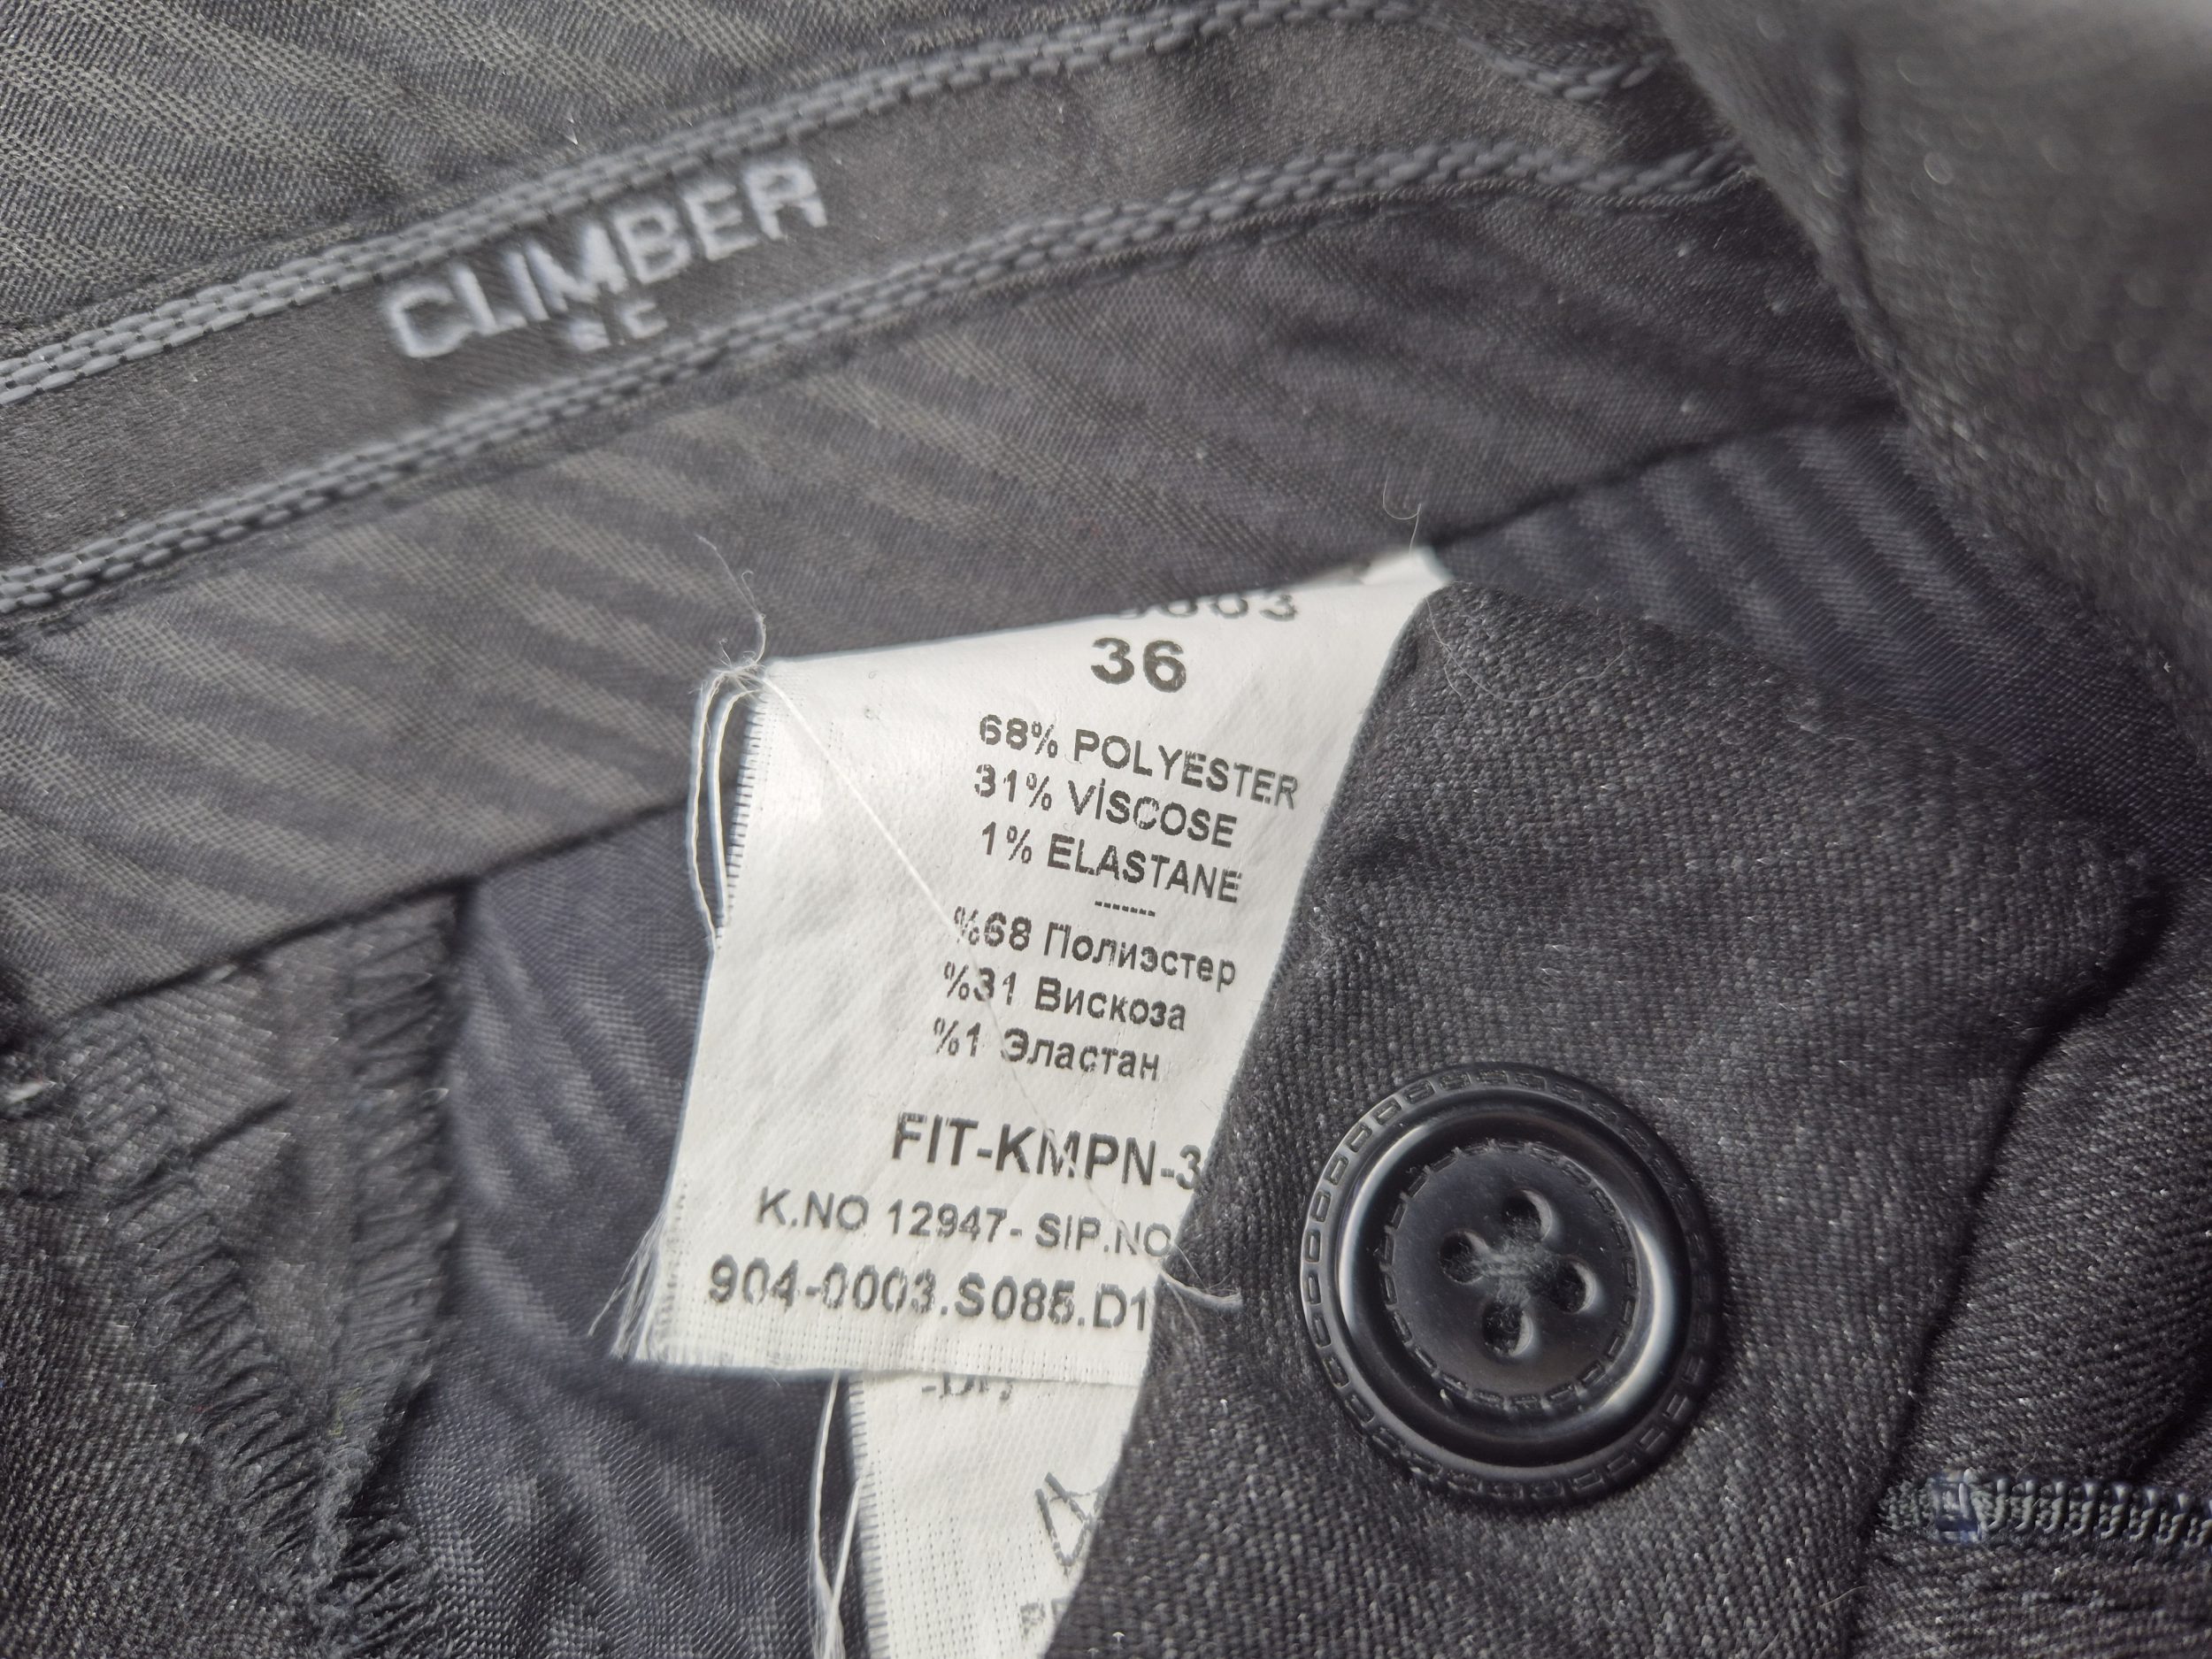 CLIMBER
36
68% POLYESTER
31% VİSCOSE
1% ELASTANE
-------
%68 Полиэстер
%31 Вискоза
%1 Эластан
FIT-KMPN-3
K.NO 12947- SIP.NO
904-0003.S085.D1